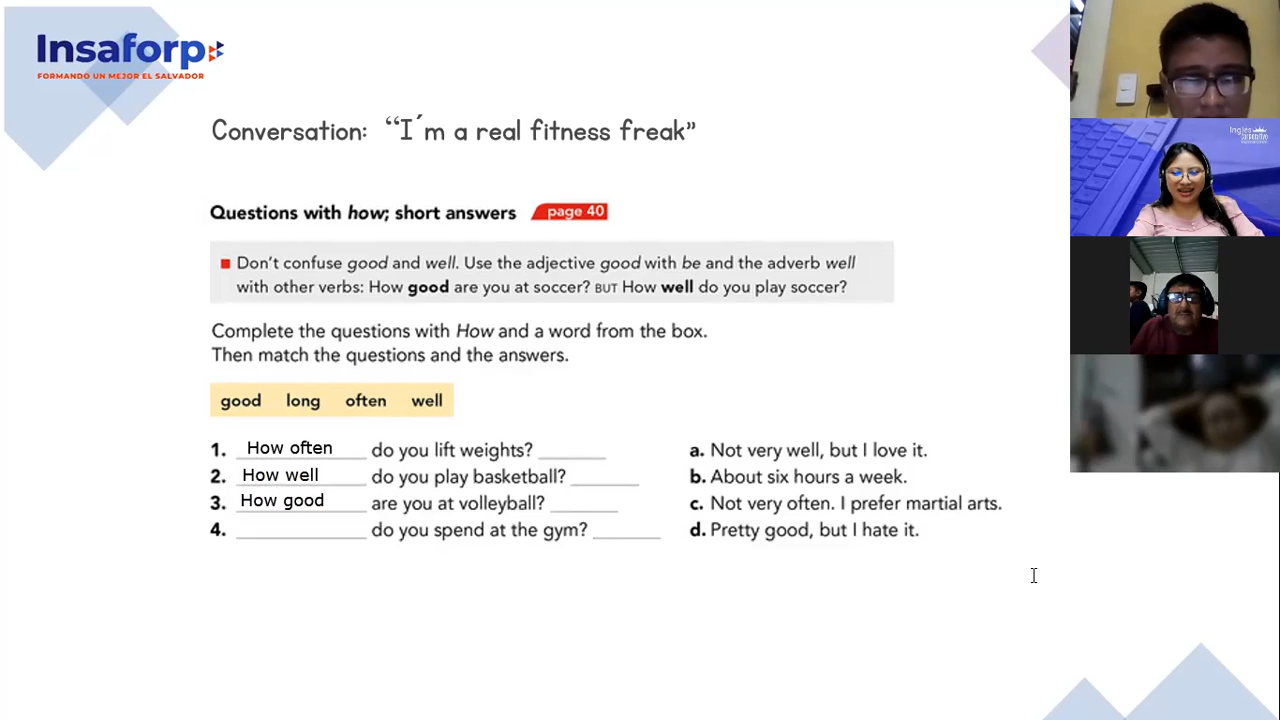 Insaforp
FORMANDO UN MEJOR EL SALVADOR
Conversation: “I´m a real fitness freak”
Questions with how; short answers page 40
Don't confuse good and well. Use the adjective good with be and the adverb well
with other verbs: How good are you at soccer? BUT How well do you play soccer?
Complete the questions with How and a word from the box.
Then match the questions and the answers.
good long often well
1. How often do you lift weights? ________
2. How well do you play basketball? ________
3. How good are you at volleyball? ________
4. ________ do you spend at the gym? ________
a. Not very well, but I love it.
b. About six hours a week.
c. Not very often. I prefer martial arts.
d. Pretty good, but I hate it.